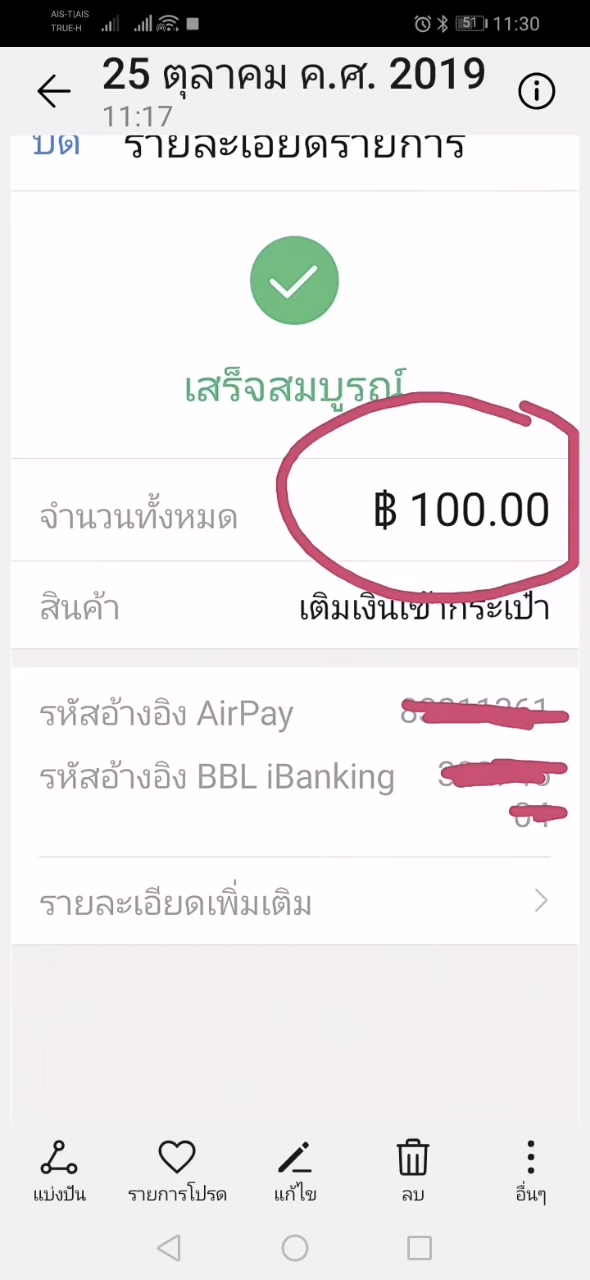 AIS-T|AIS
TRUE-H
51 11:30
25 ตุลาคม ค.ศ. 2019
11:17
ปิด รายละเอียดรายการ
เสร็จสมบูรณ์
จำนวนทั้งหมด ฿ 100.00
สินค้า เติมเงินเข้ากระเป๋า
รหัสอ้างอิง AirPay
รหัสอ้างอิง BBL iBanking
รายละเอียดเพิ่มเติม
แบ่งปัน รายการโปรด แก้ไข ลบ อื่นๆ